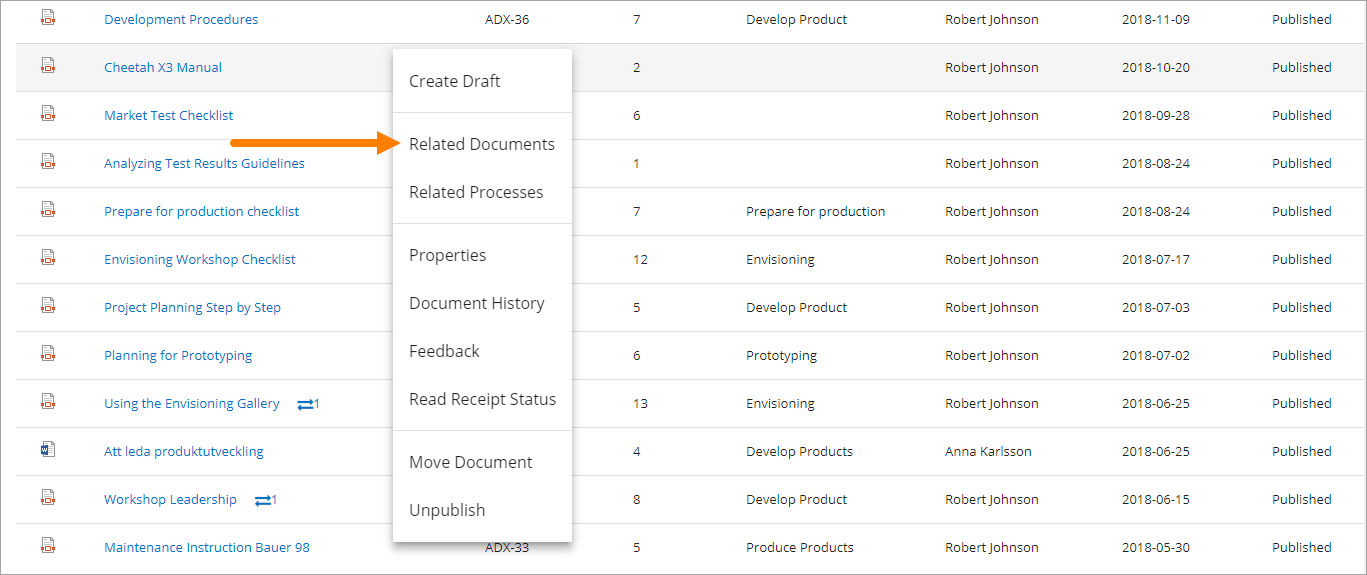 Development Procedures ADX-36 7 Develop Product Robert Johnson 2018-11-09 Published
Cheetah X3 Manual 2 Robert Johnson 2018-10-20 Published
Create Draft
Market Test Checklist 6 Robert Johnson 2018-09-28 Published
Related Documents
Analyzing Test Results Guidelines 1 Robert Johnson 2018-08-24 Published
Related Processes
Prepare for production checklist 7 Prepare for production Robert Johnson 2018-08-24 Published
Properties
Envisioning Workshop Checklist 12 Envisioning Robert Johnson 2018-07-17 Published
Document History
Project Planning Step by Step 5 Develop Product Robert Johnson 2018-07-03 Published
Feedback
Planning for Prototyping 6 Prototyping Robert Johnson 2018-07-02 Published
Read Receipt Status
Using the Envisioning Gallery 1 13 Envisioning Robert Johnson 2018-06-25 Published
Att leda produktutveckling 4 Develop Products Anna Karlsson 2018-06-25 Published
Move Document
Workshop Leadership 1 8 Develop Product Robert Johnson 2018-06-15 Published
Unpublish
Maintenance Instruction Bauer 98 ADX-33 5 Produce Products Robert Johnson 2018-05-30 Published